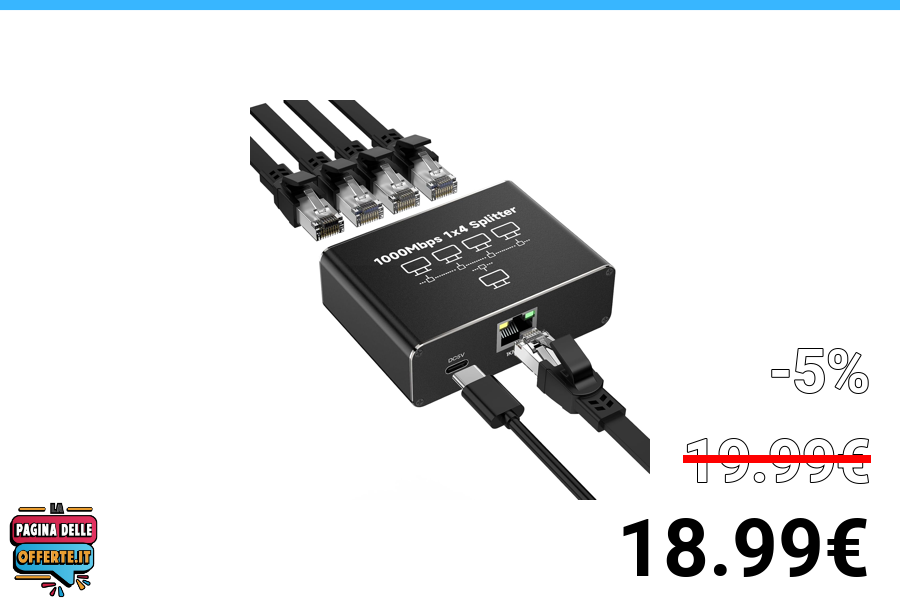 1000Mbps 1x4 Splitter
DC5V
-5%
19.99€
18.99€
LA
PAGINA DELLE
OFFERTE.IT